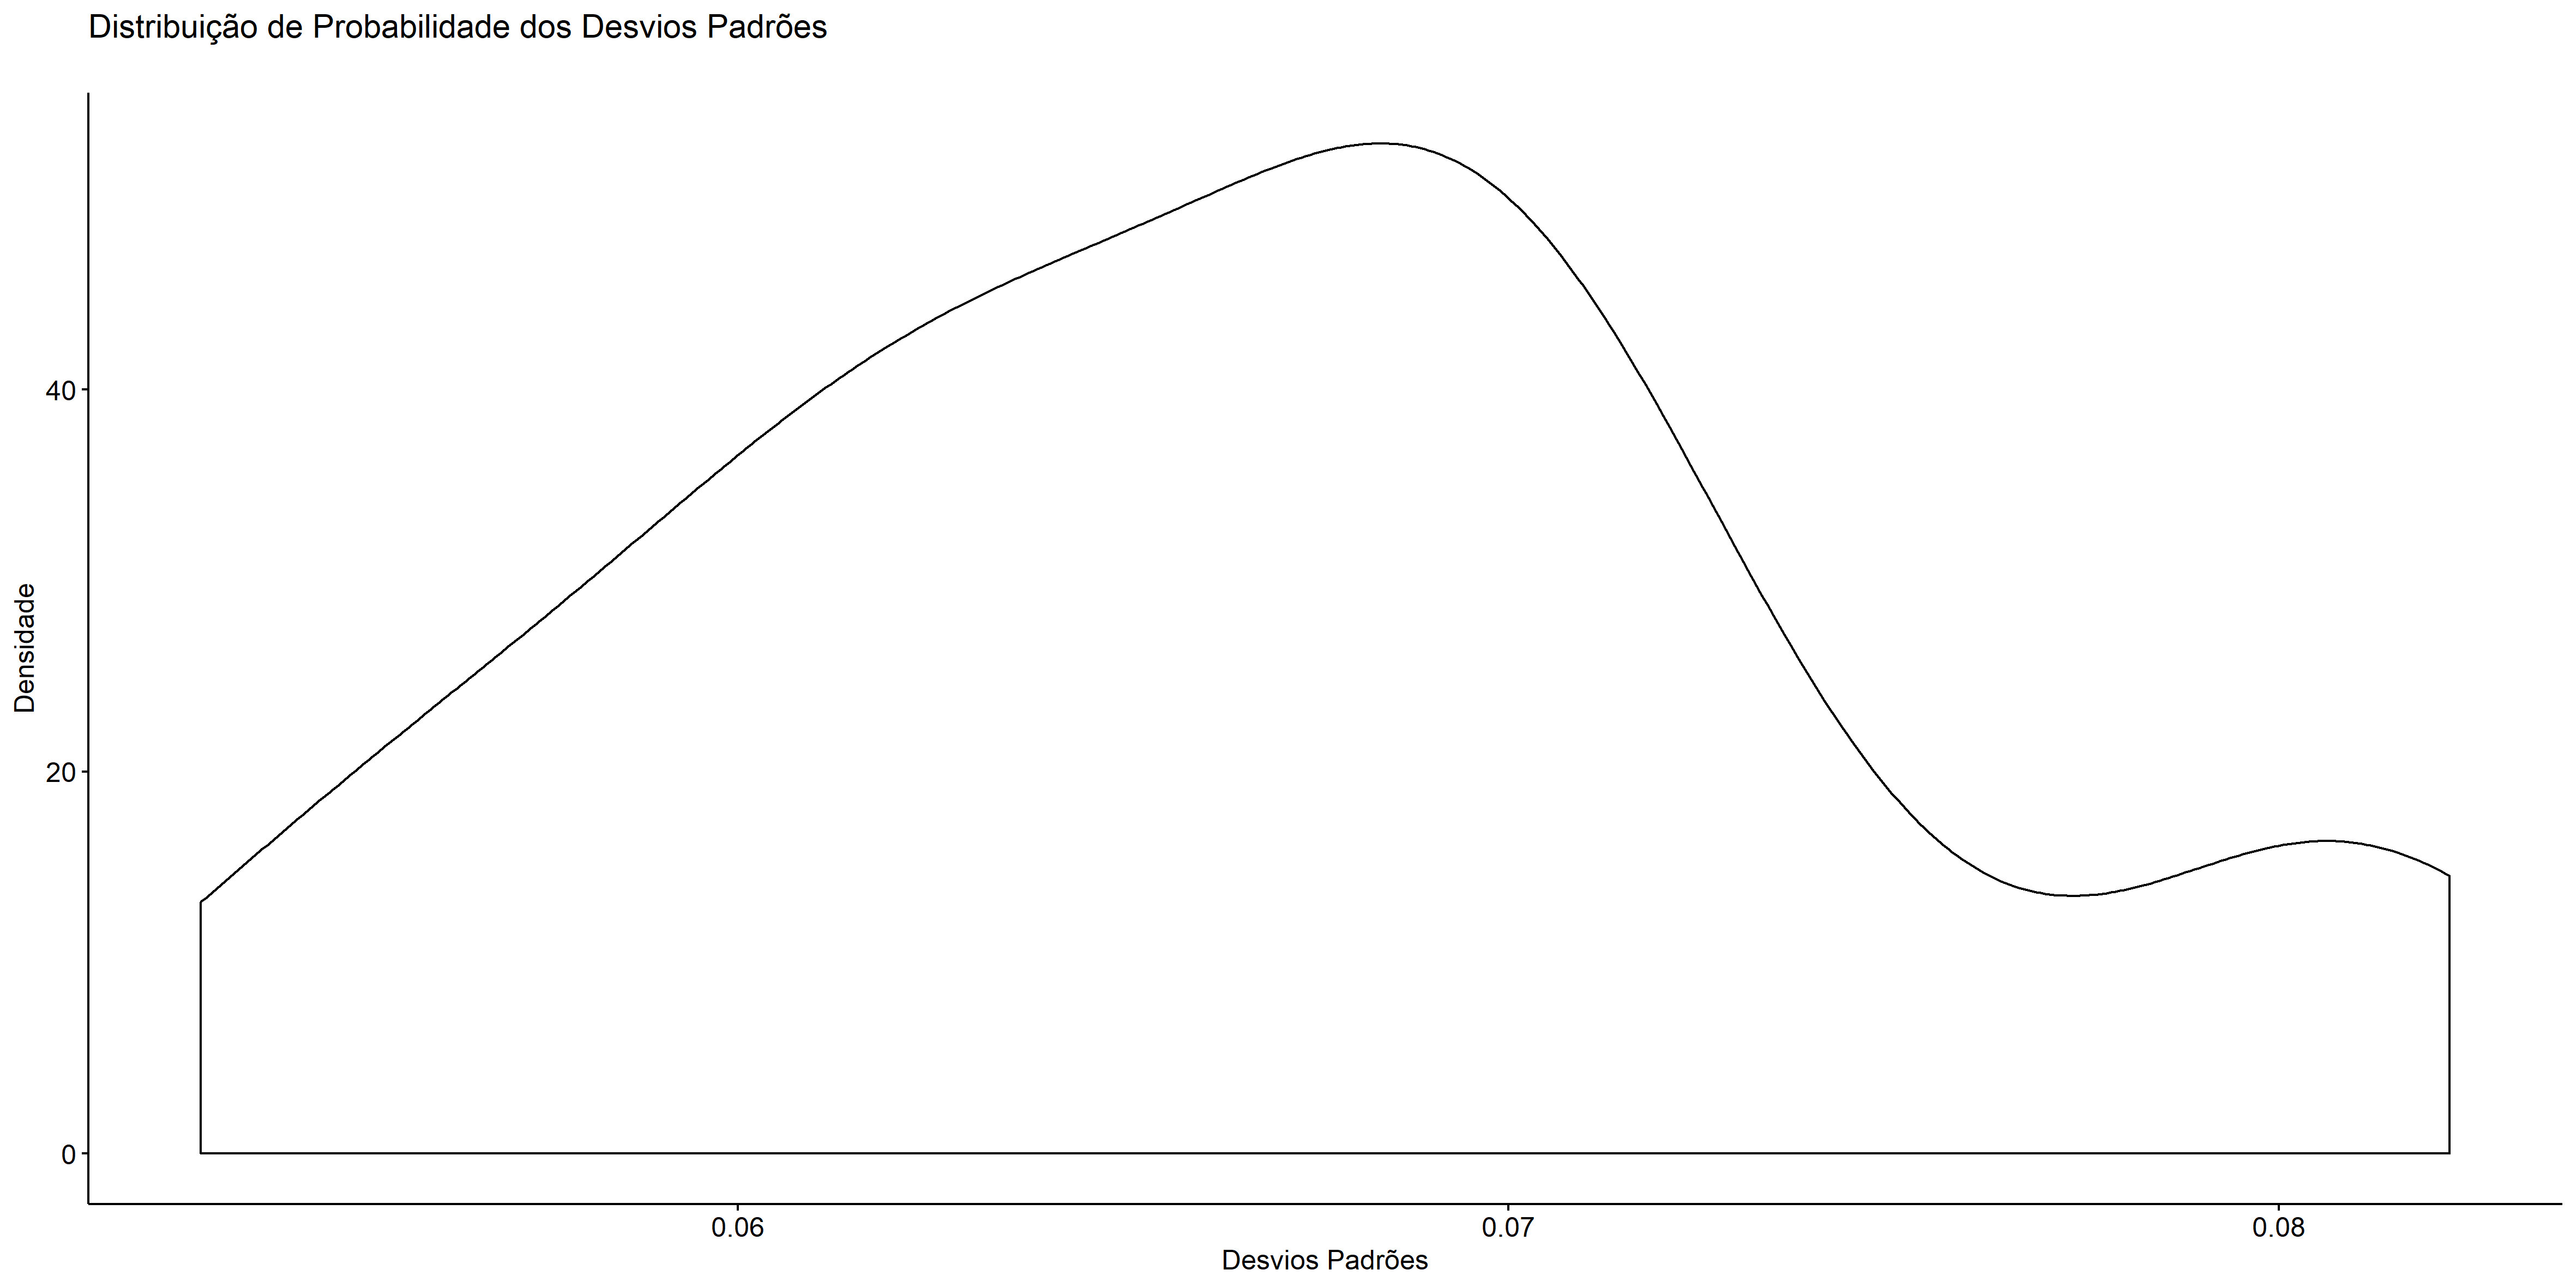 Distribuição de Probabilidade dos Desvios Padrões
Densidade
40
20
0
0.06
0.07
0.08
Desvios Padrões